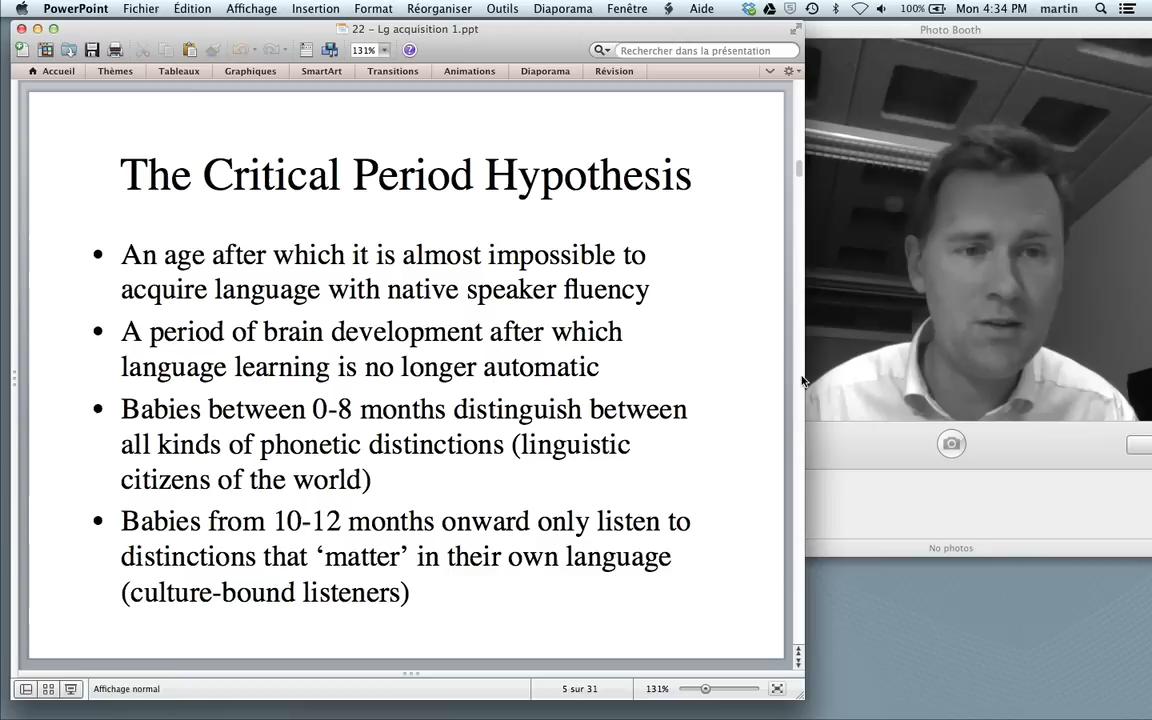 PowerPoint Fichier Édition Affichage Insertion Format Réorganiser Outils Diaporama Fenêtre Aide 100% Mon 4:34 PM martin
22 – Lg acquisition 1.ppt
Photo Booth
131% Rechercher dans la présentation
Accueil Thèmes Tableaux Graphiques SmartArt Transitions Animations Diaporama Révision
The Critical Period Hypothesis
• An age after which it is almost impossible to
acquire language with native speaker fluency
• A period of brain development after which
language learning is no longer automatic
• Babies between 0-8 months distinguish between
all kinds of phonetic distinctions (linguistic
citizens of the world)
• Babies from 10-12 months onward only listen to
distinctions that ‘matter’ in their own language
(culture-bound listeners)
No photos
Affichage normal 5 sur 31 131%